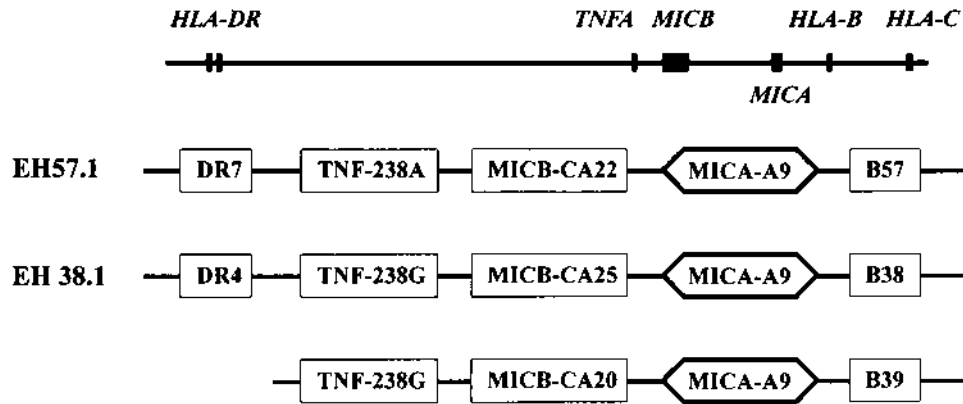 HLA-DR TNFA MICB HLA-B HLA-C
MICA
EH57.1 DR7 TNF-238A MICB-CA22 MICA-A9 B57
EH 38.1 DR4 TNF-238G MICB-CA25 MICA-A9 B38
TNF-238G MICB-CA20 MICA-A9 B39